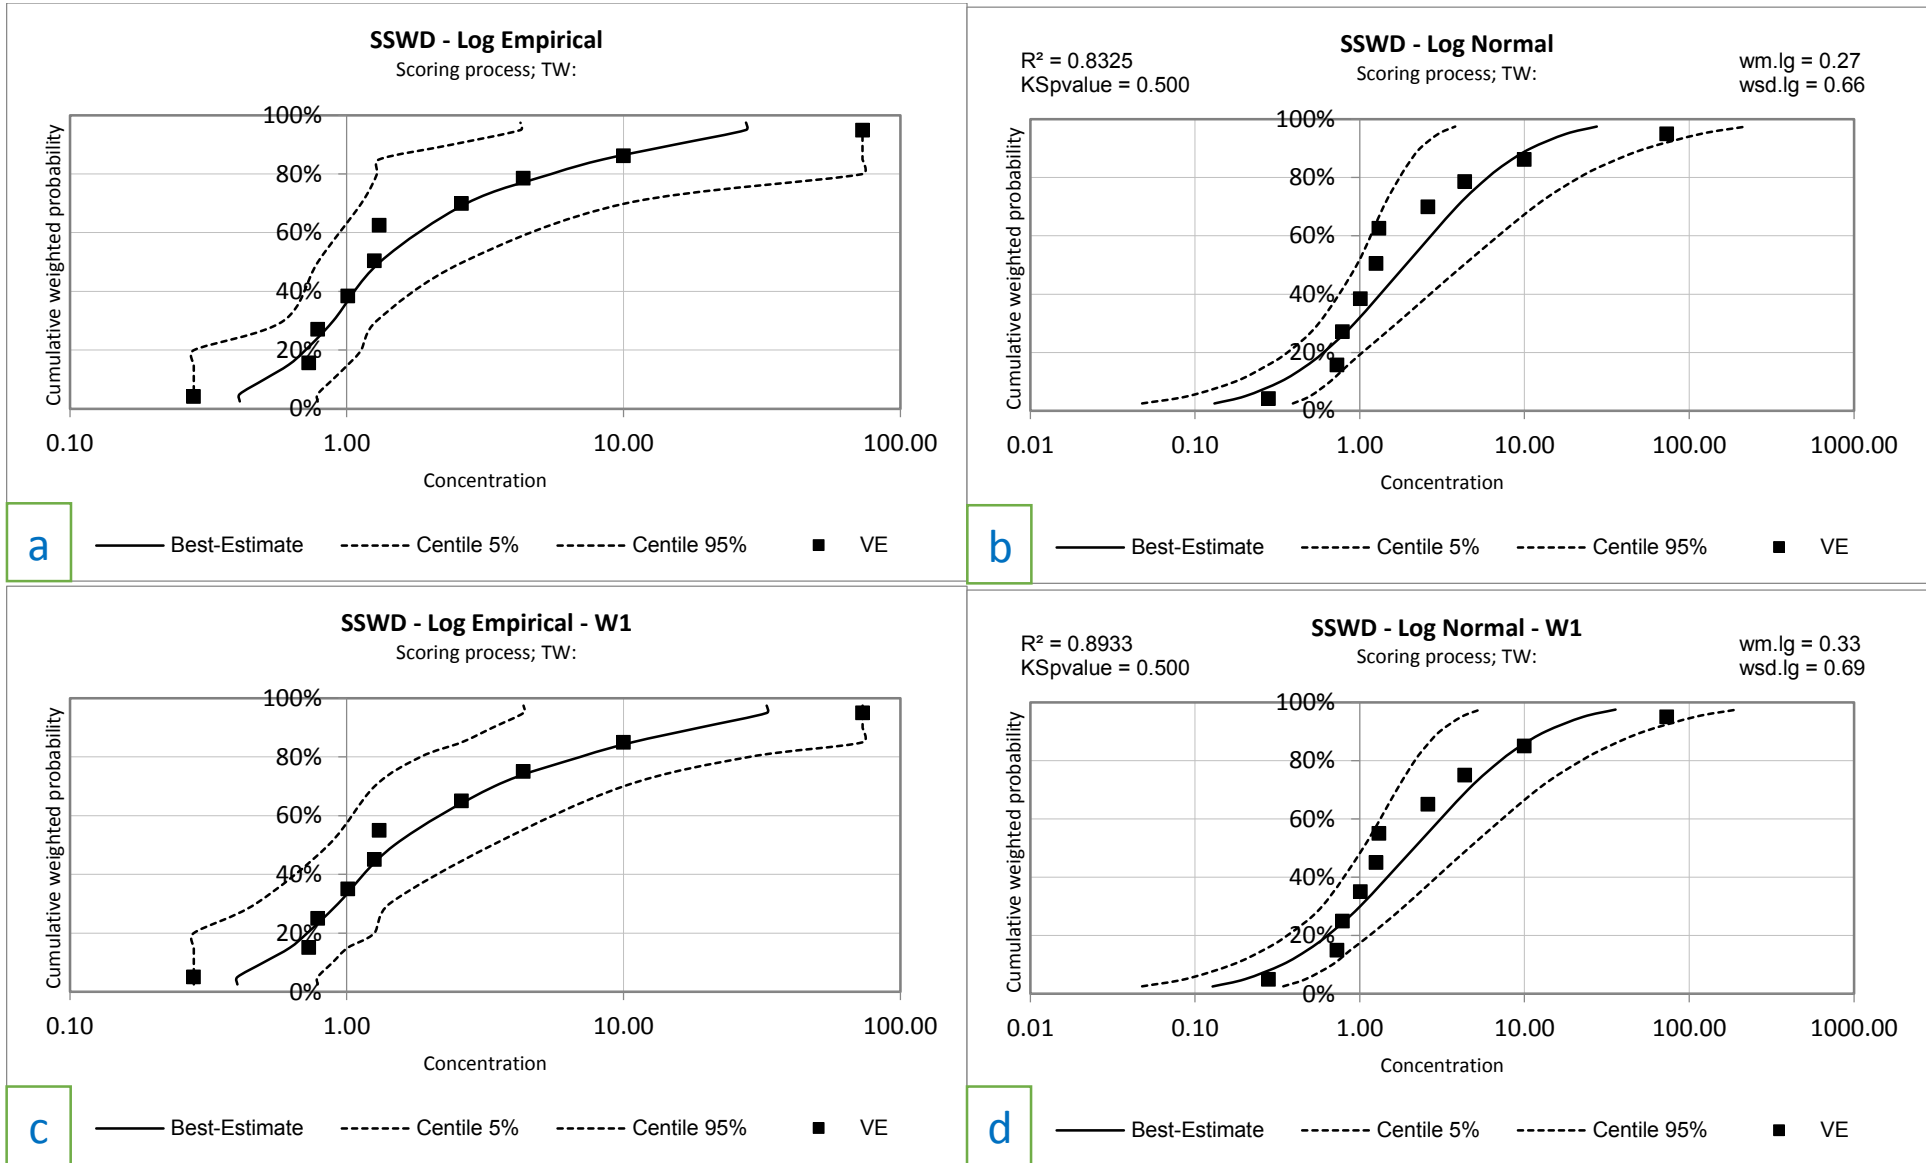 SSWD - Log Empirical
Scoring process; TW:
Cumulative weighted probability
100%
80%
60%
40%
20%
0%
0.10
1.00
10.00
100.00
Concentration
a
Best-Estimate
Centile 5%
Centile 95%
VE
SSWD - Log Normal
Scoring process; TW:
R² = 0.8325
KSpvalue = 0.500
wm.lg = 0.27
wsd.lg = 0.66
Cumulative weighted probability
100%
80%
60%
40%
20%
0%
0.01
0.10
1.00
10.00
100.00
1000.00
Concentration
b
Best-Estimate
Centile 5%
Centile 95%
VE
SSWD - Log Empirical - W1
Scoring process; TW:
Cumulative weighted probability
100%
80%
60%
40%
20%
0%
0.10
1.00
10.00
100.00
Concentration
c
Best-Estimate
Centile 5%
Centile 95%
VE
SSWD - Log Normal - W1
Scoring process; TW:
R² = 0.8933
KSpvalue = 0.500
wm.lg = 0.33
wsd.lg = 0.69
Cumulative weighted probability
100%
80%
60%
40%
20%
0%
0.01
0.10
1.00
10.00
100.00
1000.00
Concentration
d
Best-Estimate
Centile 5%
Centile 95%
VE